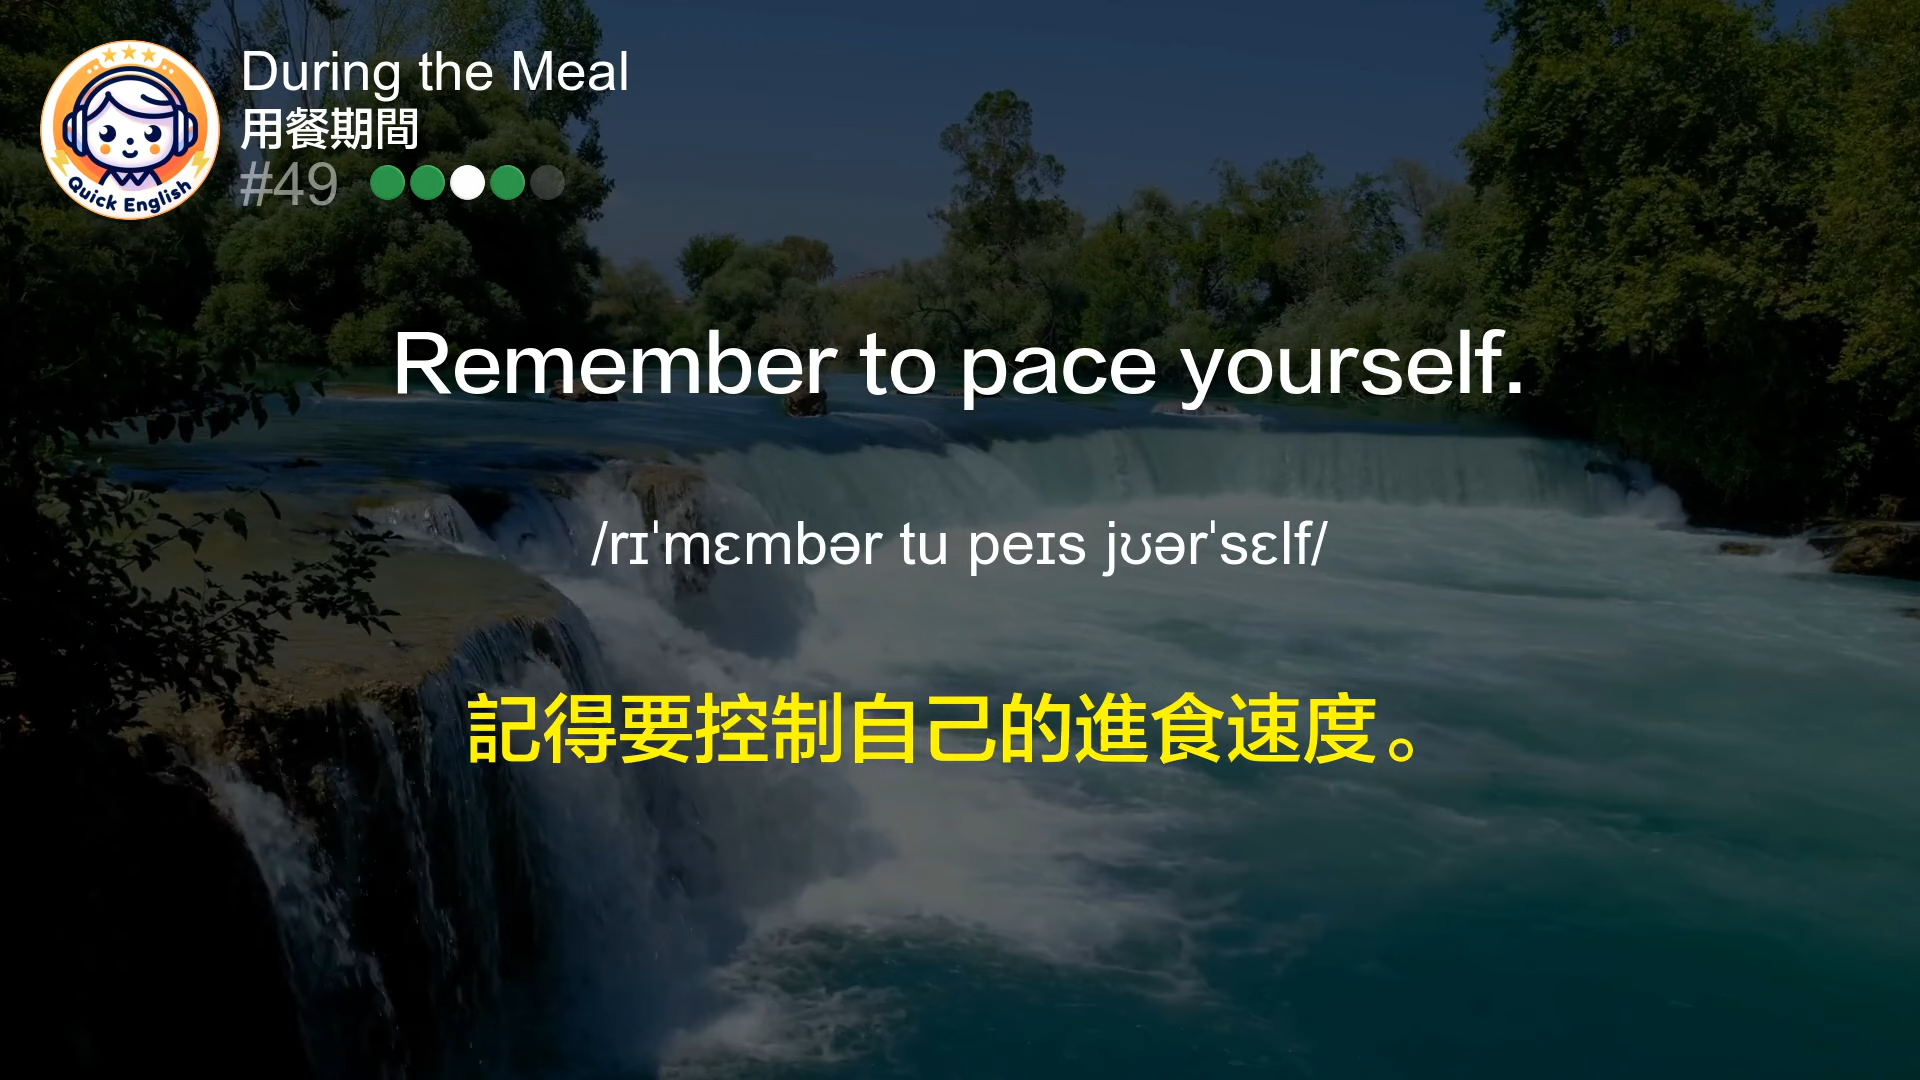 Quick English
During the Meal
用餐期間
#49
Remember to pace yourself.
/rɪˈmɛmbər tu peɪs jʊərˈsɛlf/
記得要控制自己的進食速度。